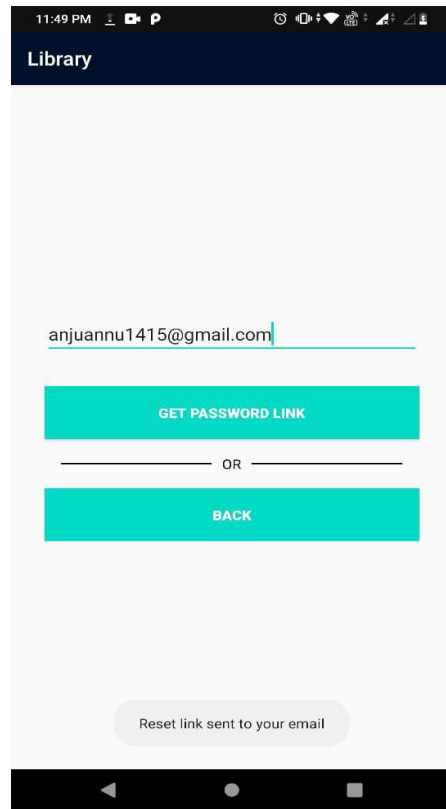 11:49 PM
Library
anjuannu1415@gmail.com
GET PASSWORD LINK
OR
BACK
Reset link sent to your email